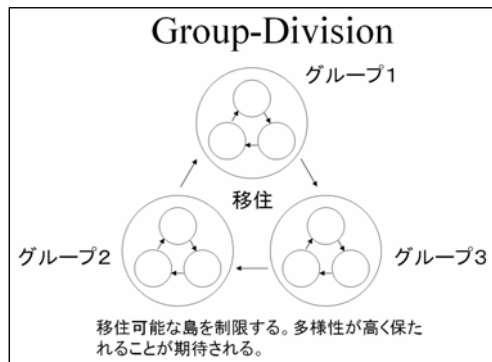 Group-Division
グループ1
移住
グループ2
グループ3
移住可能な島を制限する。多様性が高く保た
れることが期待される。